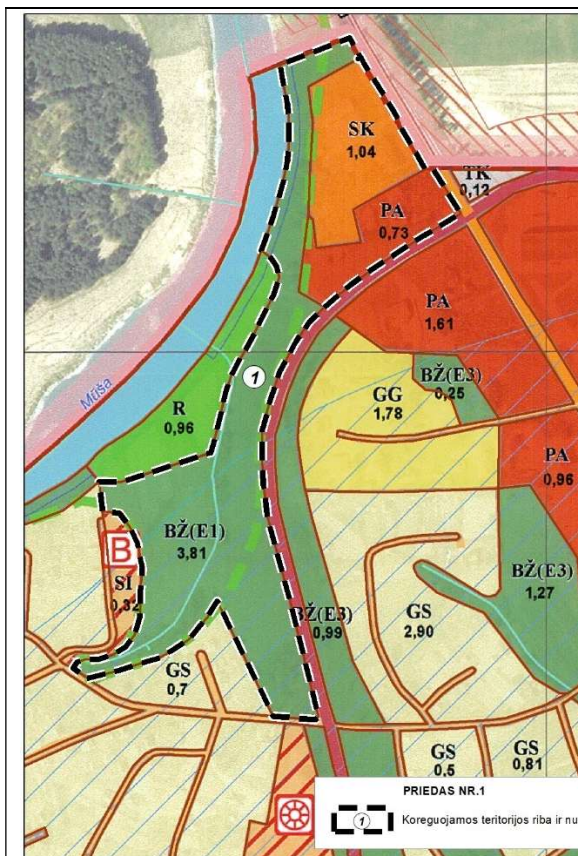 SK
1,04
TK
0,12
PA
0,73
PA
1,61
Mūša
1
BŽ(E3)
0,25
GG
1,78
R
0,96
PA
0,96
BŽ(E1)
3,81
B
SI
0,32
BŽ(E3)
0,99
BŽ(E3)
1,27
GS
2,90
GS
0,7
GS
0,5
GS
0,81
PRIEDAS NR.1
1 Koreguojamos teritorijos riba ir nu